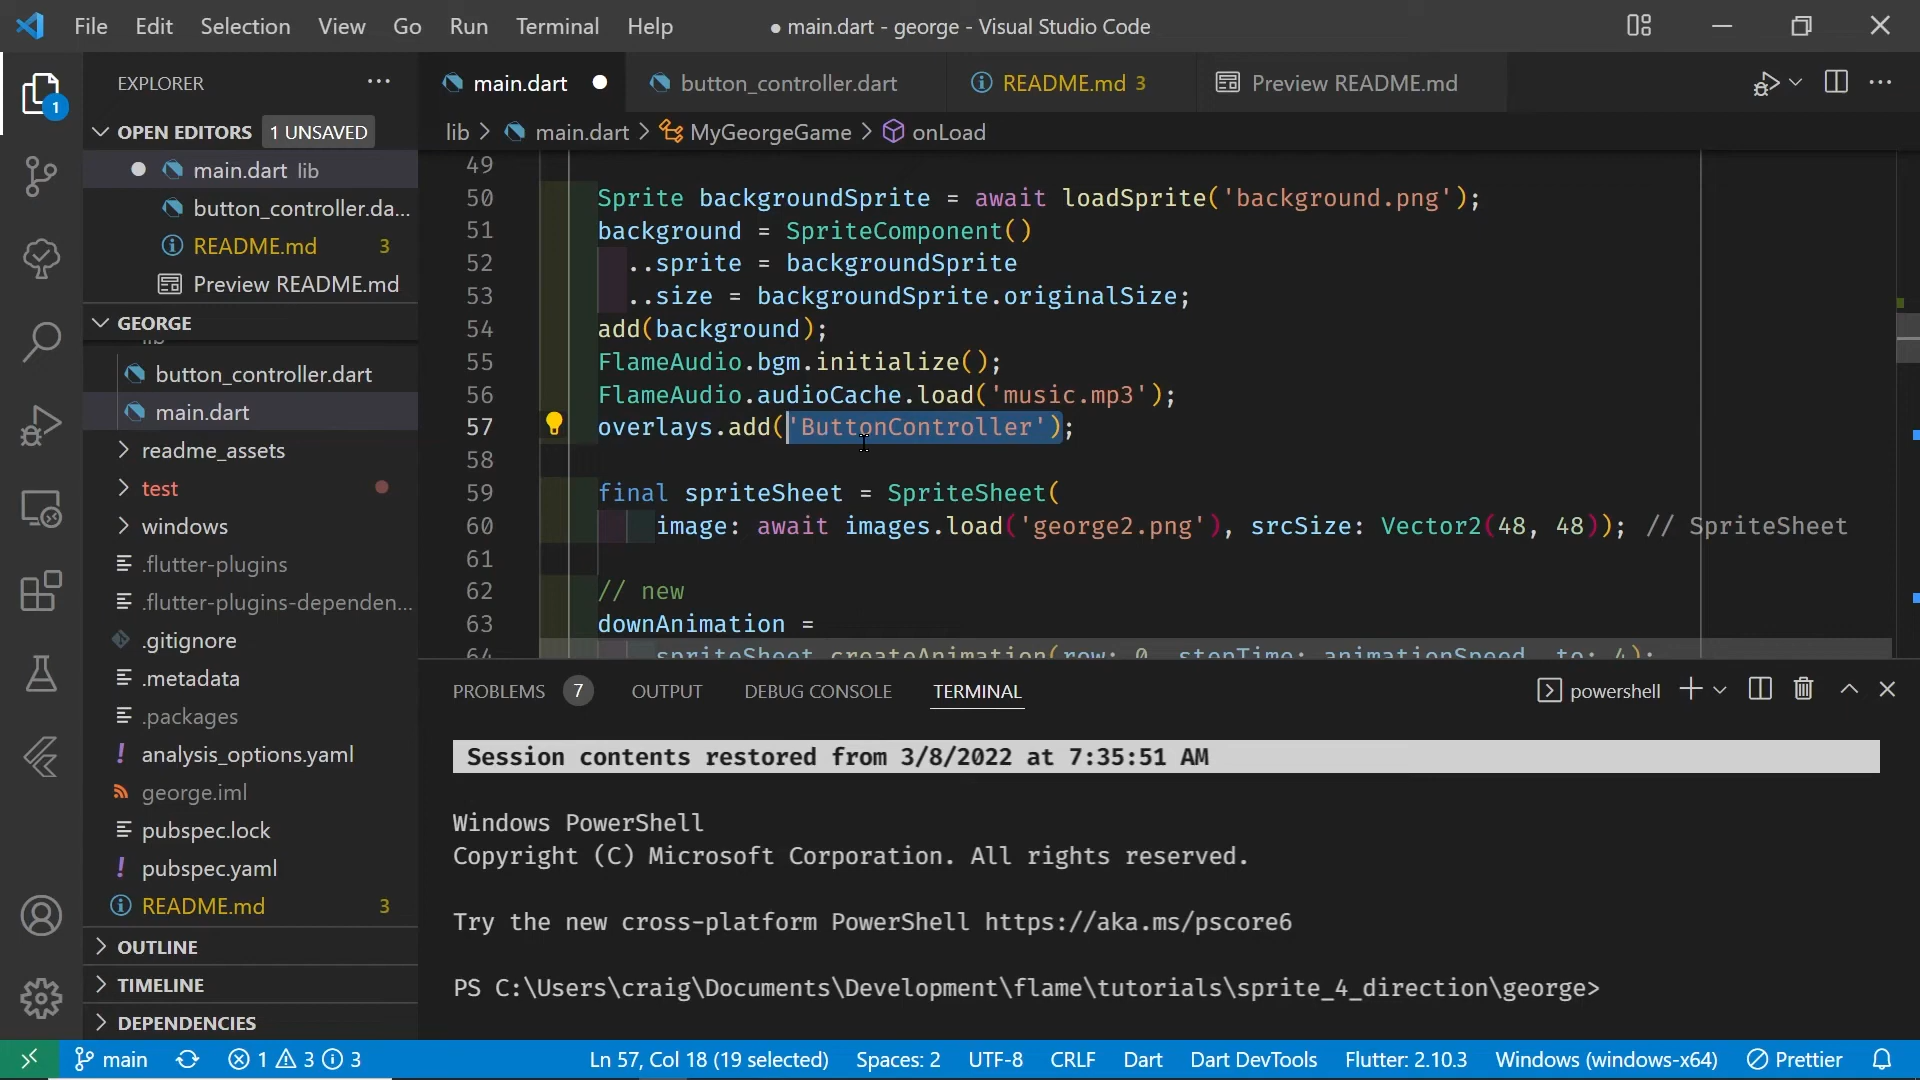 File Edit Selection View Go Run Terminal Help
● main.dart - george - Visual Studio Code
EXPLORER
1
OPEN EDITORS 1 UNSAVED
main.dart lib
button_controller.da...
README.md 3
Preview README.md
GEORGE
lib
button_controller.dart
main.dart
readme_assets
test
windows
.flutter-plugins
.flutter-plugins-dependen...
.gitignore
.metadata
.packages
analysis_options.yaml
george.iml
pubspec.lock
pubspec.yaml
README.md 3
OUTLINE
TIMELINE
DEPENDENCIES
main.dart button_controller.dart README.md 3 Preview README.md
lib > main.dart > MyGeorgeGame > onLoad
49
50 Sprite backgroundSprite = await loadSprite('background.png');
51 background = SpriteComponent()
52 ..sprite = backgroundSprite
53 ..size = backgroundSprite.originalSize;
54 add(background);
55 FlameAudio.bgm.initialize();
56 FlameAudio.audioCache.load('music.mp3');
57 overlays.add('ButtonController');
58
59 final spriteSheet = SpriteSheet(
60 image: await images.load('george2.png'), srcSize: Vector2(48, 48)); // SpriteSheet
61
62 // new
63 downAnimation =
64 spriteSheet.createAnimation(row: 0, stepTime: animationSpeed, to: 4);
PROBLEMS 7 OUTPUT DEBUG CONSOLE TERMINAL powershell
Session contents restored from 3/8/2022 at 7:35:51 AM
Windows PowerShell
Copyright (C) Microsoft Corporation. All rights reserved.
Try the new cross-platform PowerShell https://aka.ms/pscore6
PS C:\Users\craig\Documents\Development\flame\tutorials\sprite_4_direction\george>
main 1 3 3 Ln 57, Col 18 (19 selected) Spaces: 2 UTF-8 CRLF Dart Dart DevTools Flutter: 2.10.3 Windows (windows-x64) Prettier